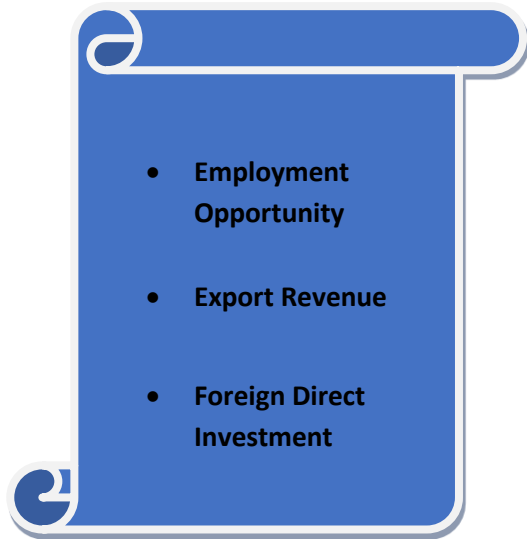 • Employment
Opportunity
• Export Revenue
• Foreign Direct
Investment